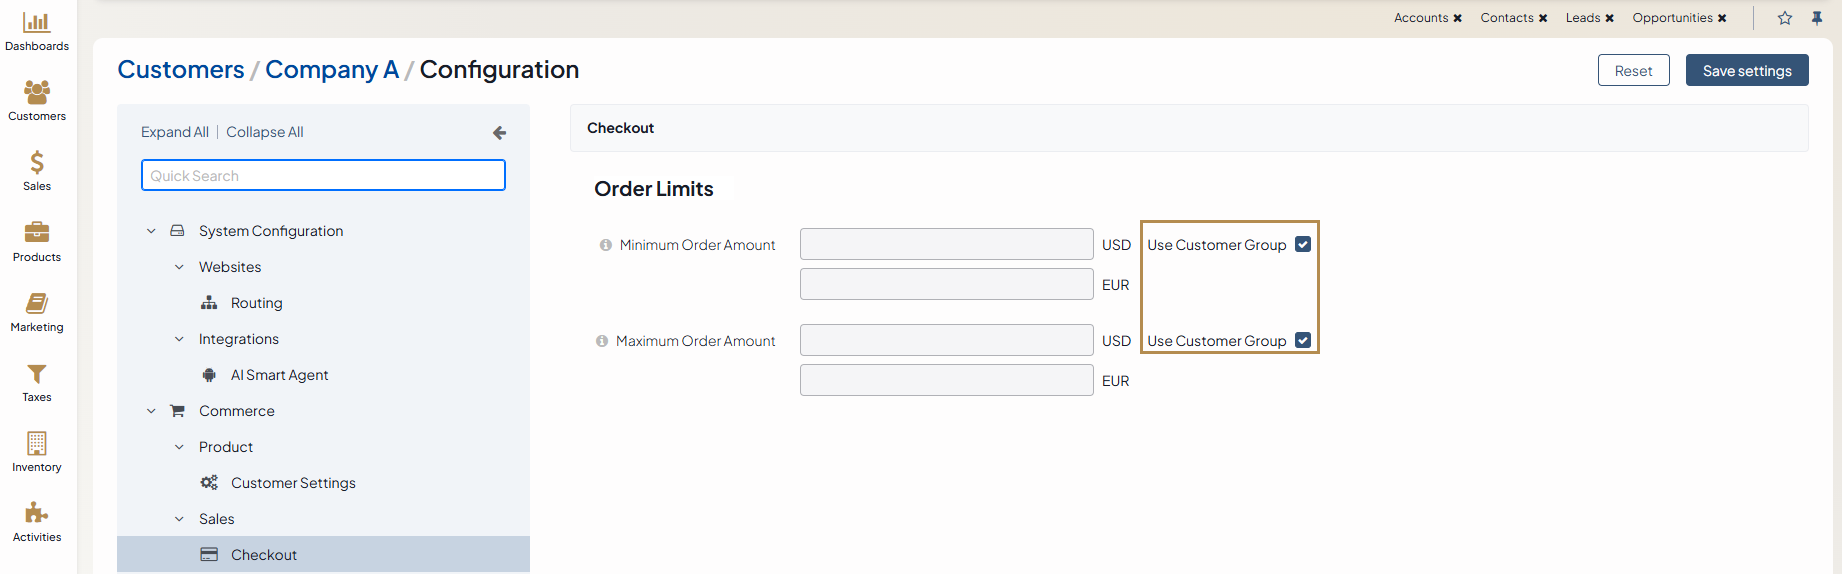 Accounts ✖ Contacts ✖ Leads ✖ Opportunities ✖
Dashboards
Customers
Sales
Products
Marketing
Taxes
Inventory
Activities
Customers / Company A / Configuration
Reset
Save settings
Expand All | Collapse All
Quick Search
System Configuration
Websites
Routing
Integrations
AI Smart Agent
Commerce
Product
Customer Settings
Sales
Checkout
Checkout
Order Limits
Minimum Order Amount USD Use Customer Group
EUR
Maximum Order Amount USD Use Customer Group
EUR